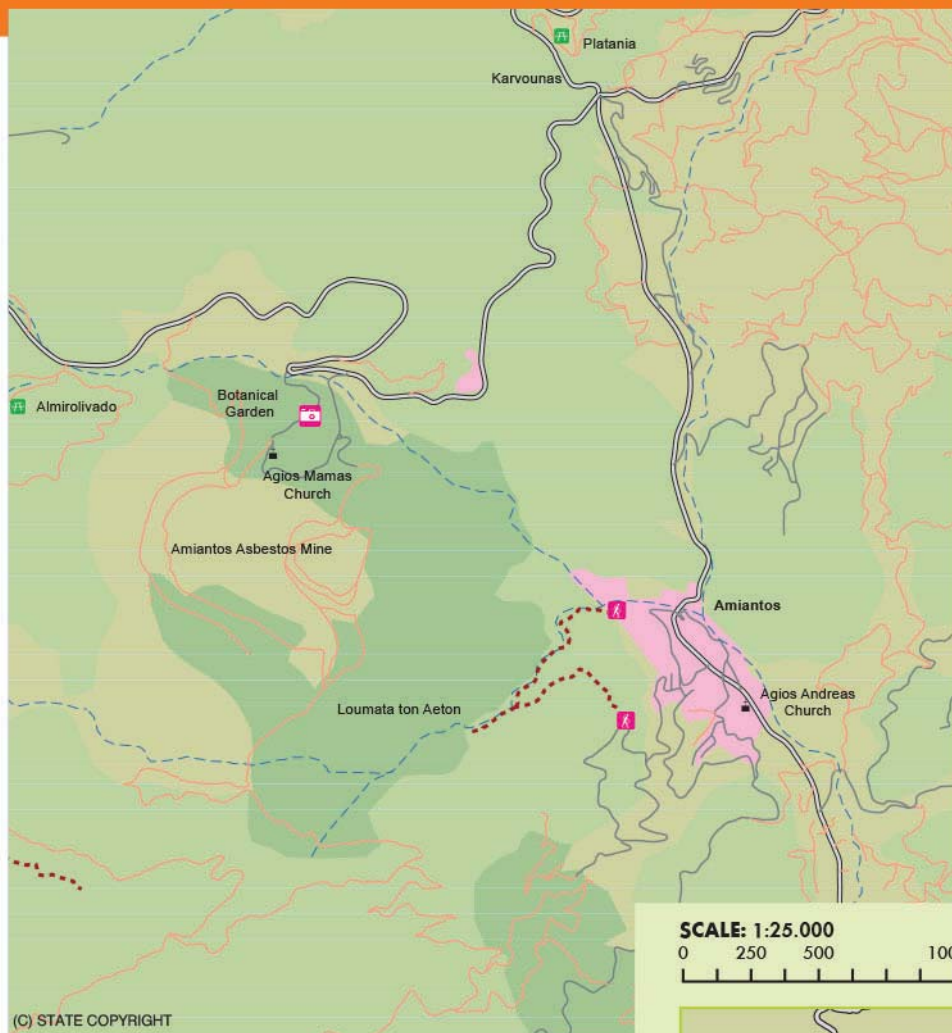 Platania
Karvounas
Botanical
Garden
Almirolivado
Agios Mamas
Church
Amiantos Asbestos Mine
Amiantos
Agios Andreas
Church
Loumata ton Aeton
SCALE: 1:25.000
0 250 500 100
(C) STATE COPYRIGHT